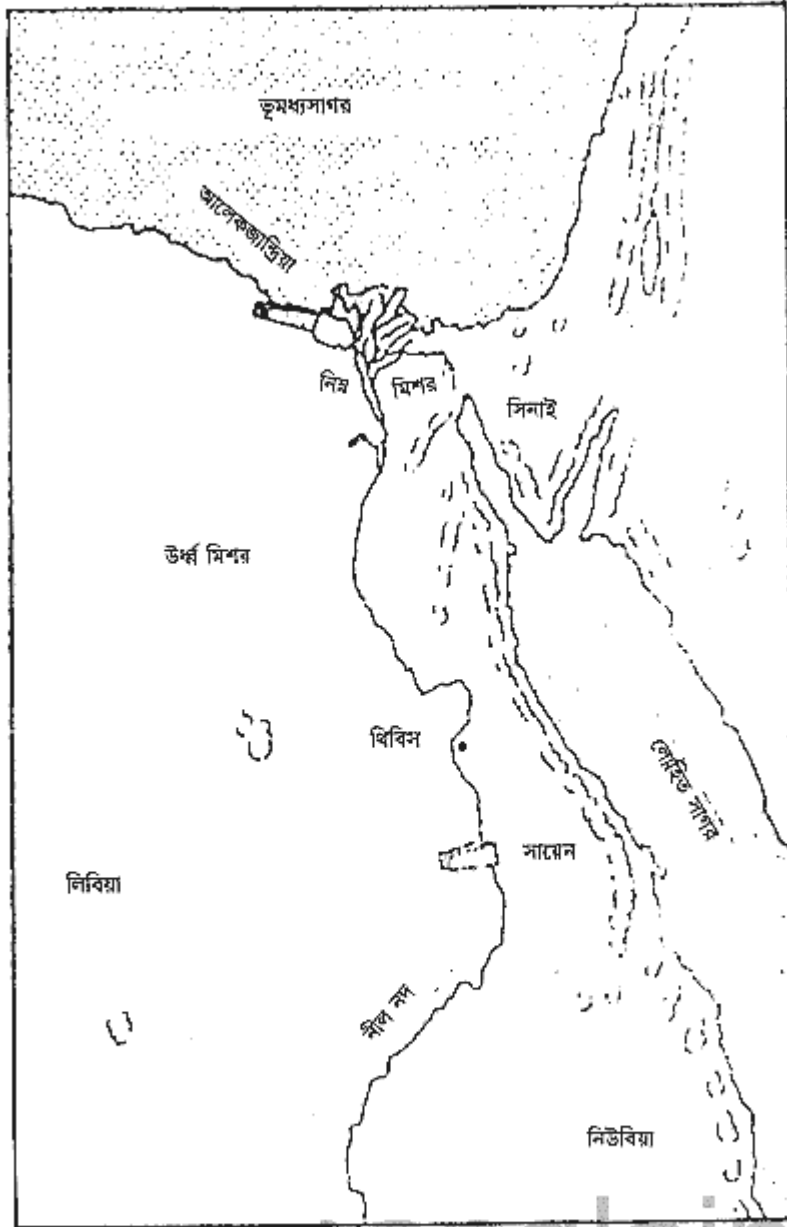 ভূমধ্যসাগর
আলেকজান্দ্রিয়া
নিম্ন মিশর
সিনাই
উর্ধ্ব মিশর
থিবিস
লোহিত সাগর
সায়েন
লিবিয়া
নীল নদ
নিউবিয়া